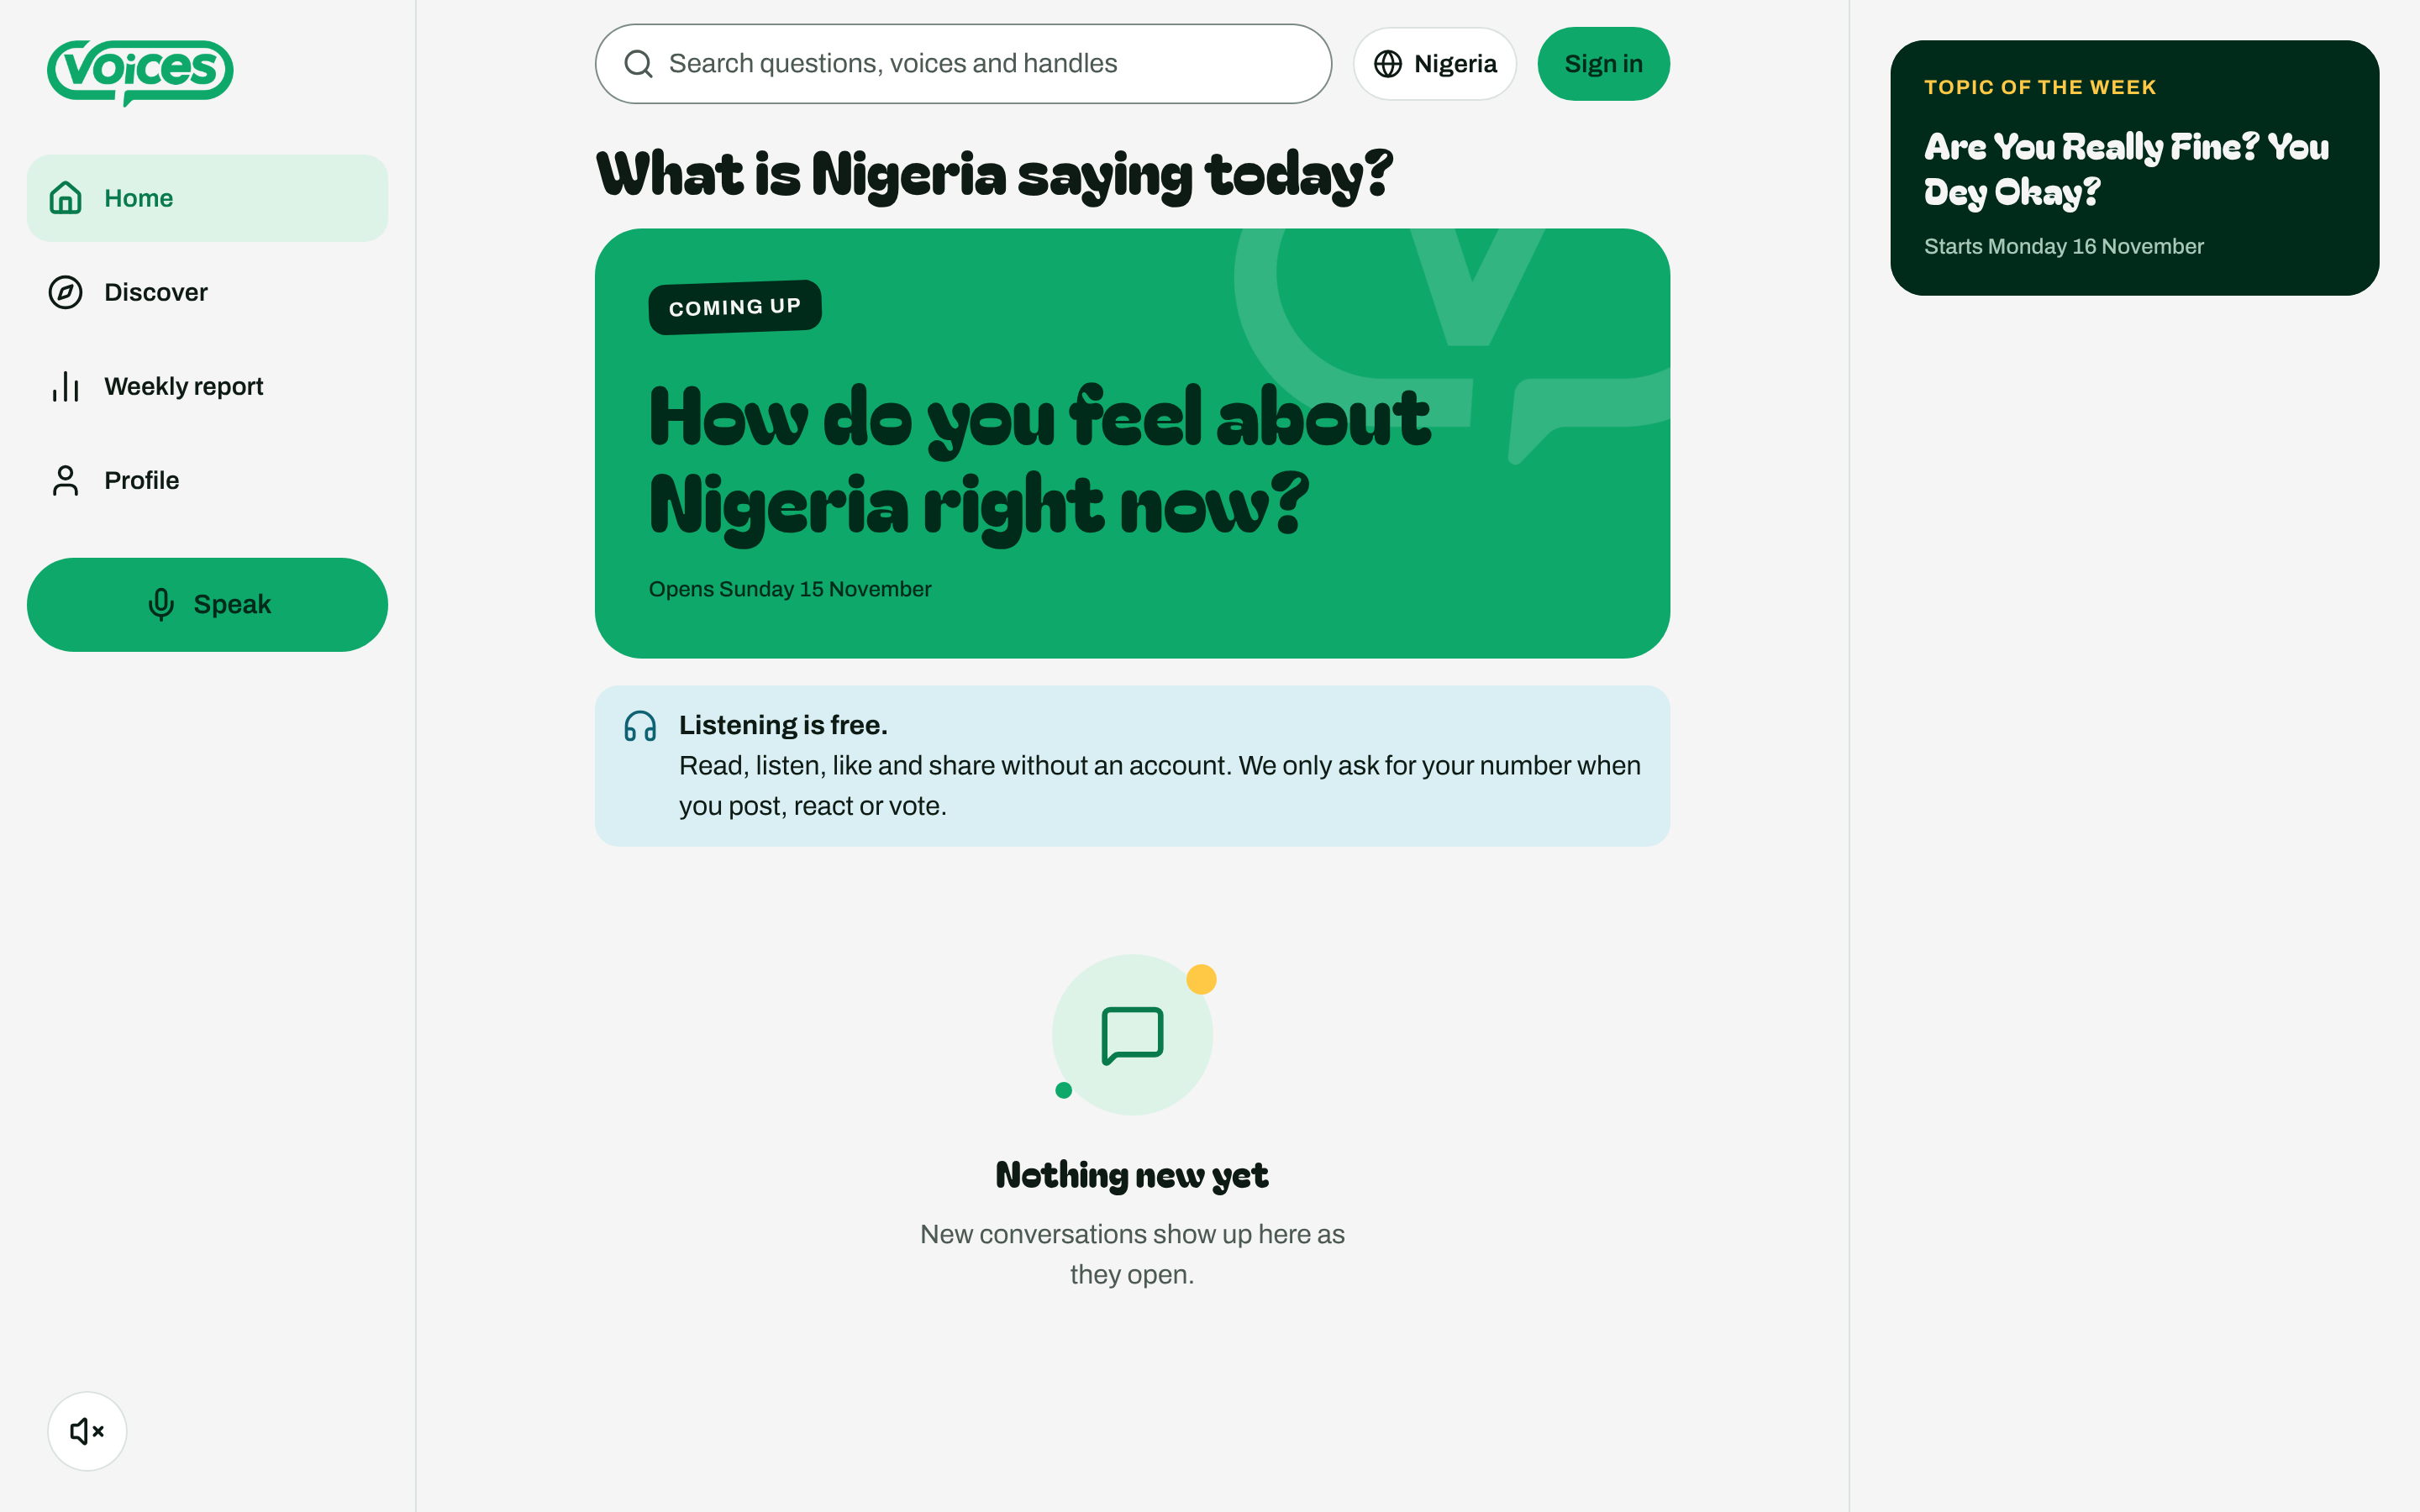 voices
Home
Discover
Weekly report
Profile
Speak
Search questions, voices and handles
Nigeria
Sign in
What is Nigeria saying today?
COMING UP
How do you feel about
Nigeria right now?
Opens Sunday 15 November
Listening is free.
Read, listen, like and share without an account. We only ask for your number when
you post, react or vote.
Nothing new yet
New conversations show up here as
they open.
TOPIC OF THE WEEK
Are You Really Fine? You
Dey Okay?
Starts Monday 16 November